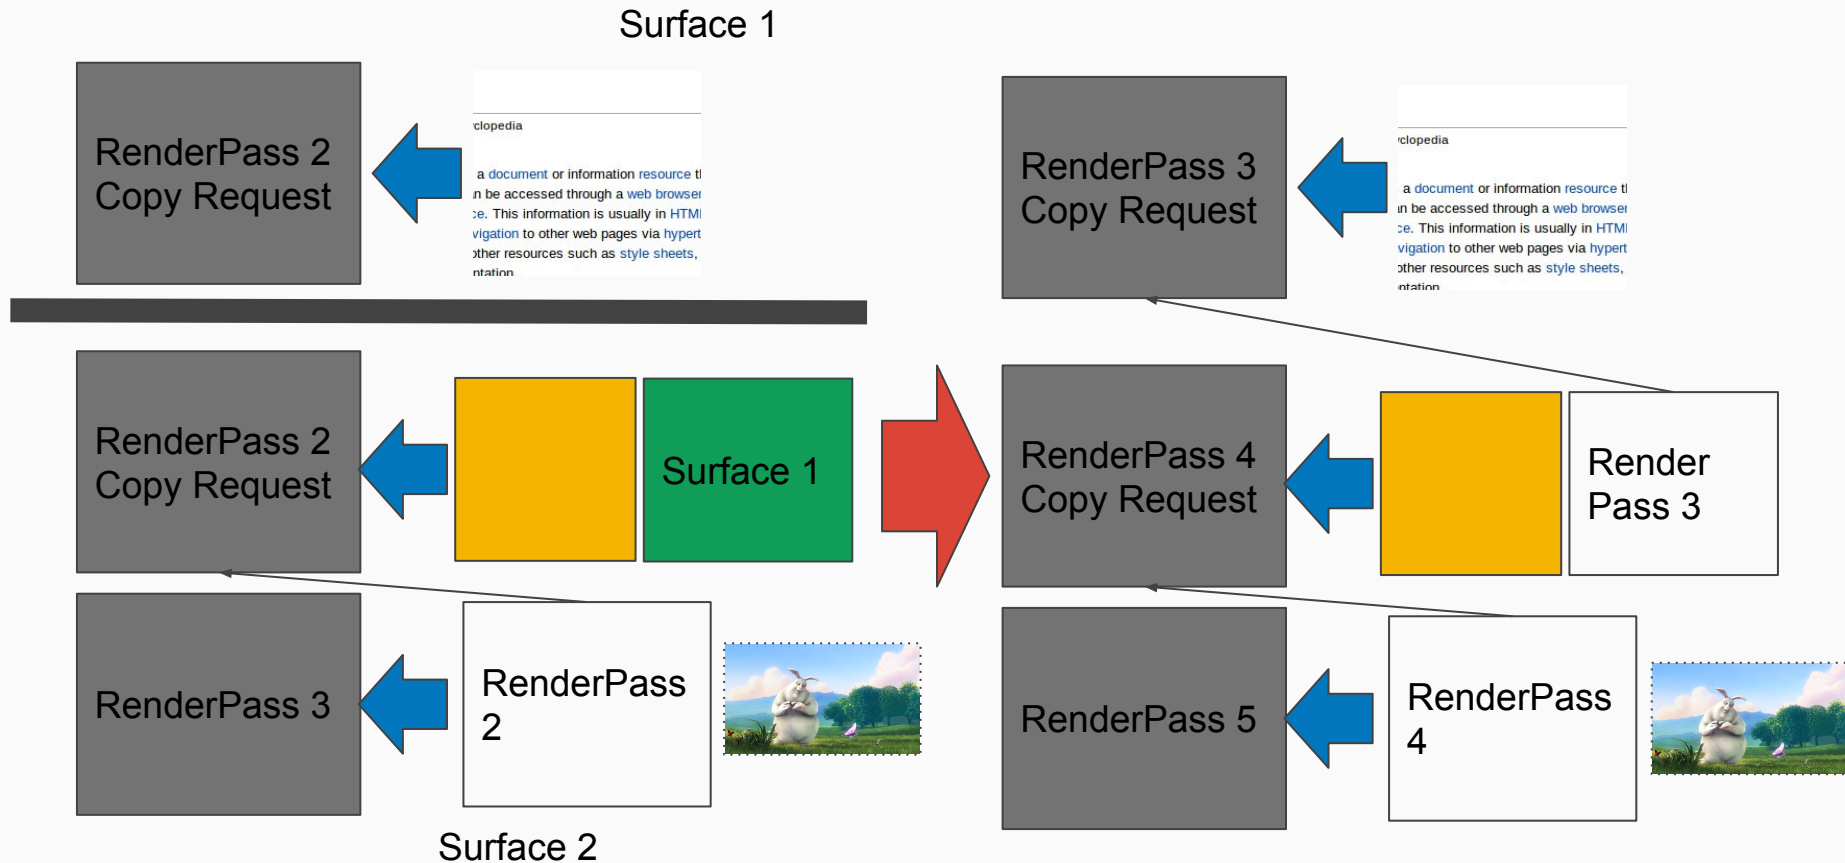 Surface 1
RenderPass 2
Copy Request
clopedia
a document or information resource
n be accessed through a web browser
ce. This information is usually in HTM
vigation to other web pages via hypert
other resources such as style sheets,
ntation
RenderPass 3
Copy Request
clopedia
a document or information resource
n be accessed through a web browser
ce. This information is usually in HTM
vigation to other web pages via hypert
other resources such as style sheets,
ntation
RenderPass 2
Copy Request
Surface 1
RenderPass 4
Copy Request
Render
Pass 3
RenderPass 3
RenderPass
2
RenderPass 5
RenderPass
4
Surface 2